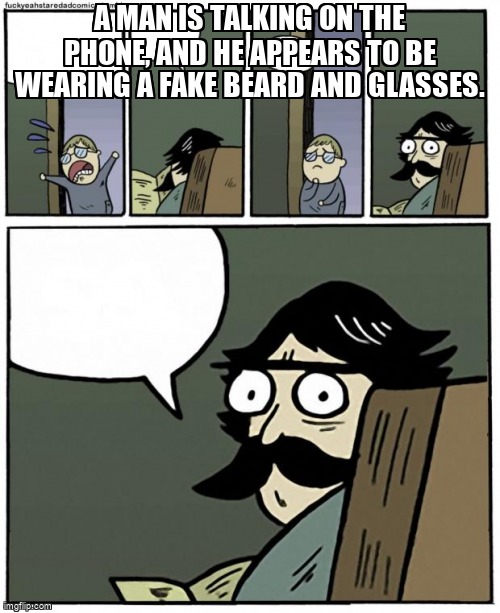 fuckyeahstaredadcomic
A MAN IS TALKING ON THE
PHONE, AND HE APPEARS TO BE
WEARING A FAKE BEARD AND GLASSES.
imgflip.com